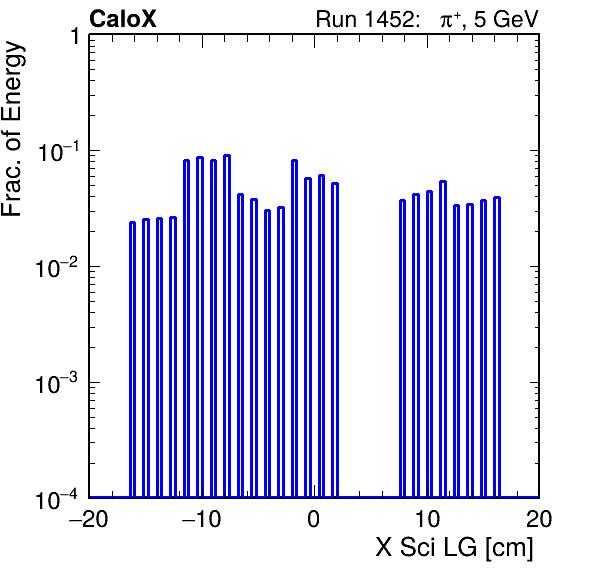 CaloX Run 1452: π⁺, 5 GeV
Frac. of Energy
1
10⁻¹
10⁻²
10⁻³
10⁻⁴
−20 −10 0 10 20
X Sci LG [cm]